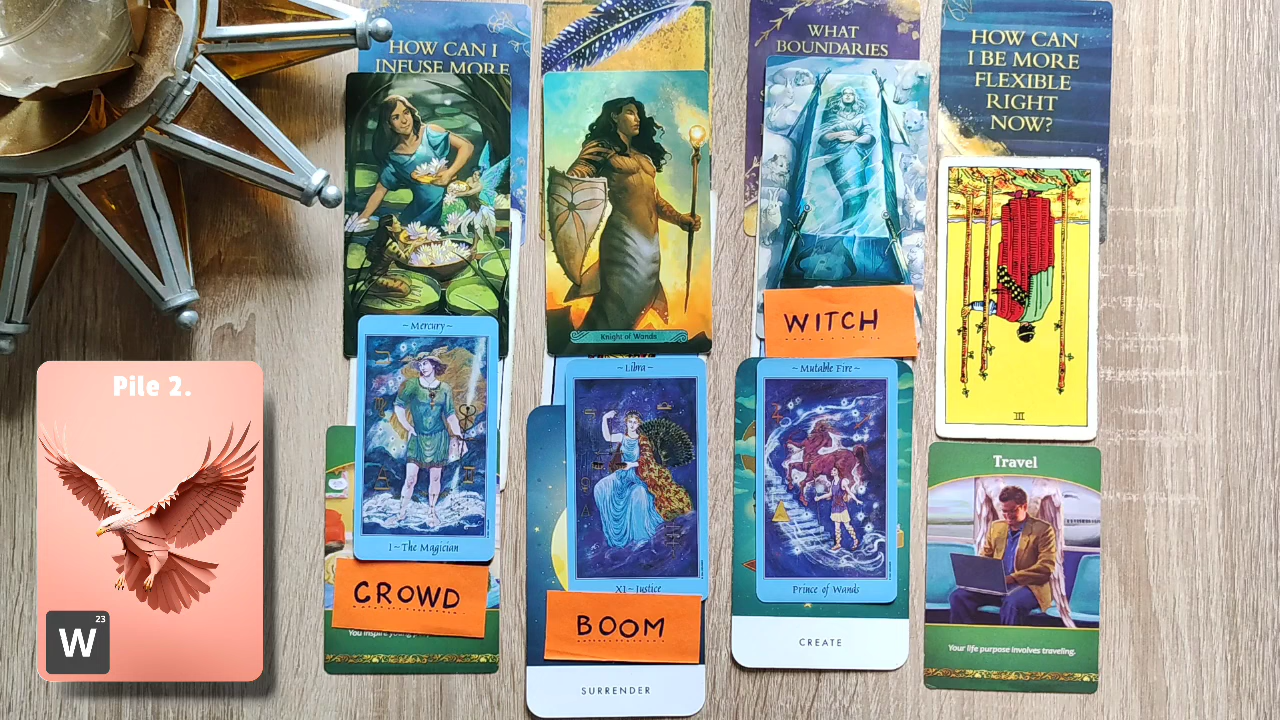 HOW CAN I
INFUSE MORE
WHAT
BOUNDARIES
HOW CAN
I BE MORE
FLEXIBLE
RIGHT
NOW?
Knight of Wands
WITCH
III
~ Mercury ~
I ~ The Magician
CROWD
You inspire young
~ Libra ~
XI ~ Justice
BOOM
SURRENDER
~ Mutable Fire ~
Prince of Wands
CREATE
Travel
Your life purpose involves traveling.
Pile 2.
W
23